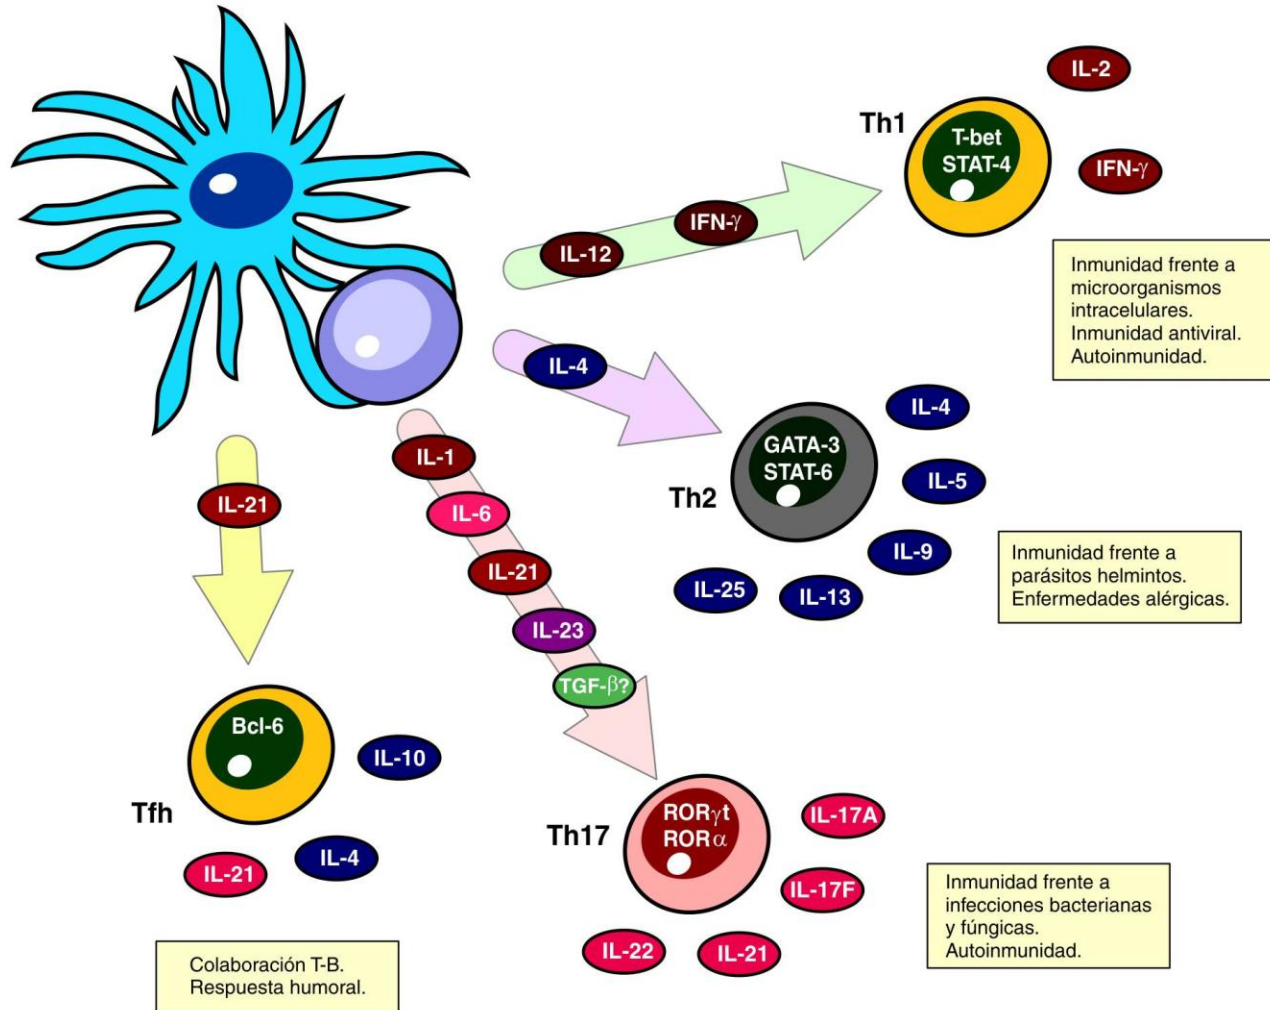 IL-2
Th1
T-bet
STAT-4
IFN-γ
IFN-γ
IL-12
Inmunidad frente a
microorganismos
intracelulares.
Inmunidad antiviral.
Autoinmunidad.
IL-4
IL-4
GATA-3
STAT-6
Th2
IL-5
IL-9
IL-25
IL-13
Inmunidad frente a
parásitos helmintos.
Enfermedades alérgicas.
IL-1
IL-6
IL-21
IL-23
TGF-β?
IL-21
Bcl-6
IL-10
Tfh
IL-4
IL-21
Colaboración T-B.
Respuesta humoral.
RORγt
RORα
Th17
IL-17A
IL-17F
IL-22
IL-21
Inmunidad frente a
infecciones bacterianas
y fúngicas.
Autoinmunidad.